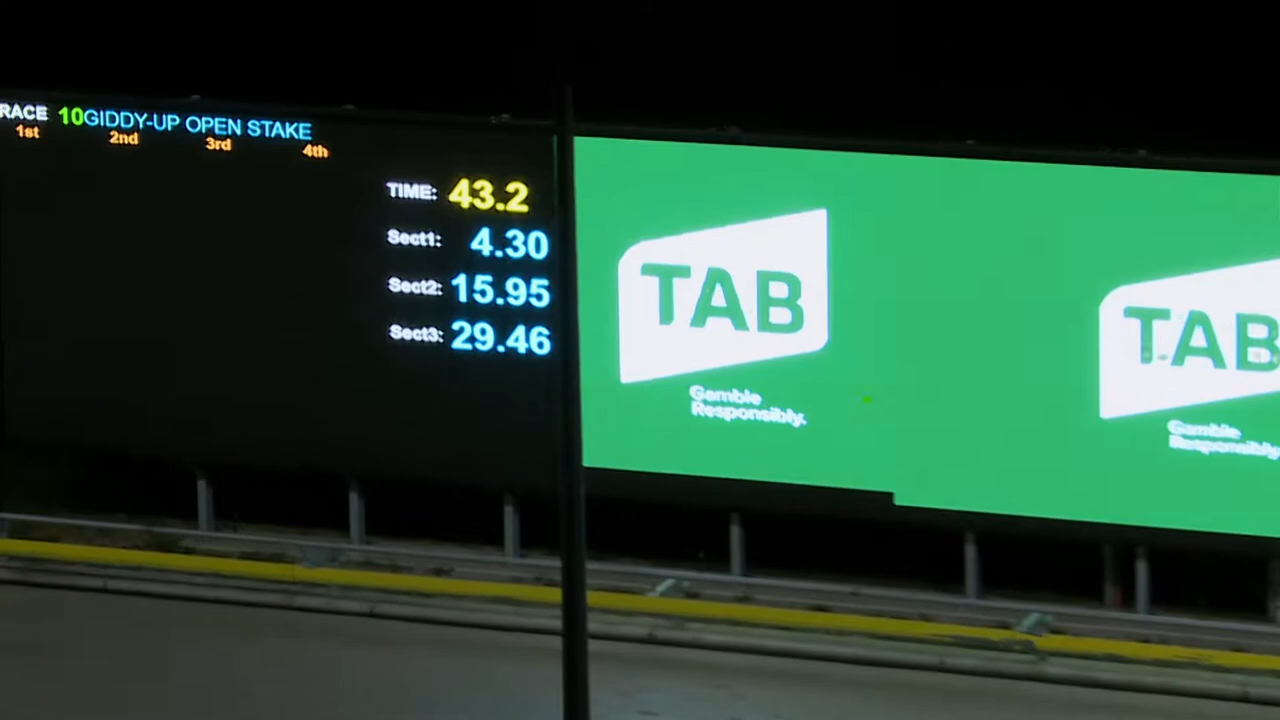 RACE 10GIDDY-UP OPEN STAKE
1st 2nd 3rd 4th
TIME: 43.2
Sect1: 4.30
Sect2: 15.95
Sect3: 29.46
TAB
Gamble
Responsibly.
TAB
Gamble
Responsibly